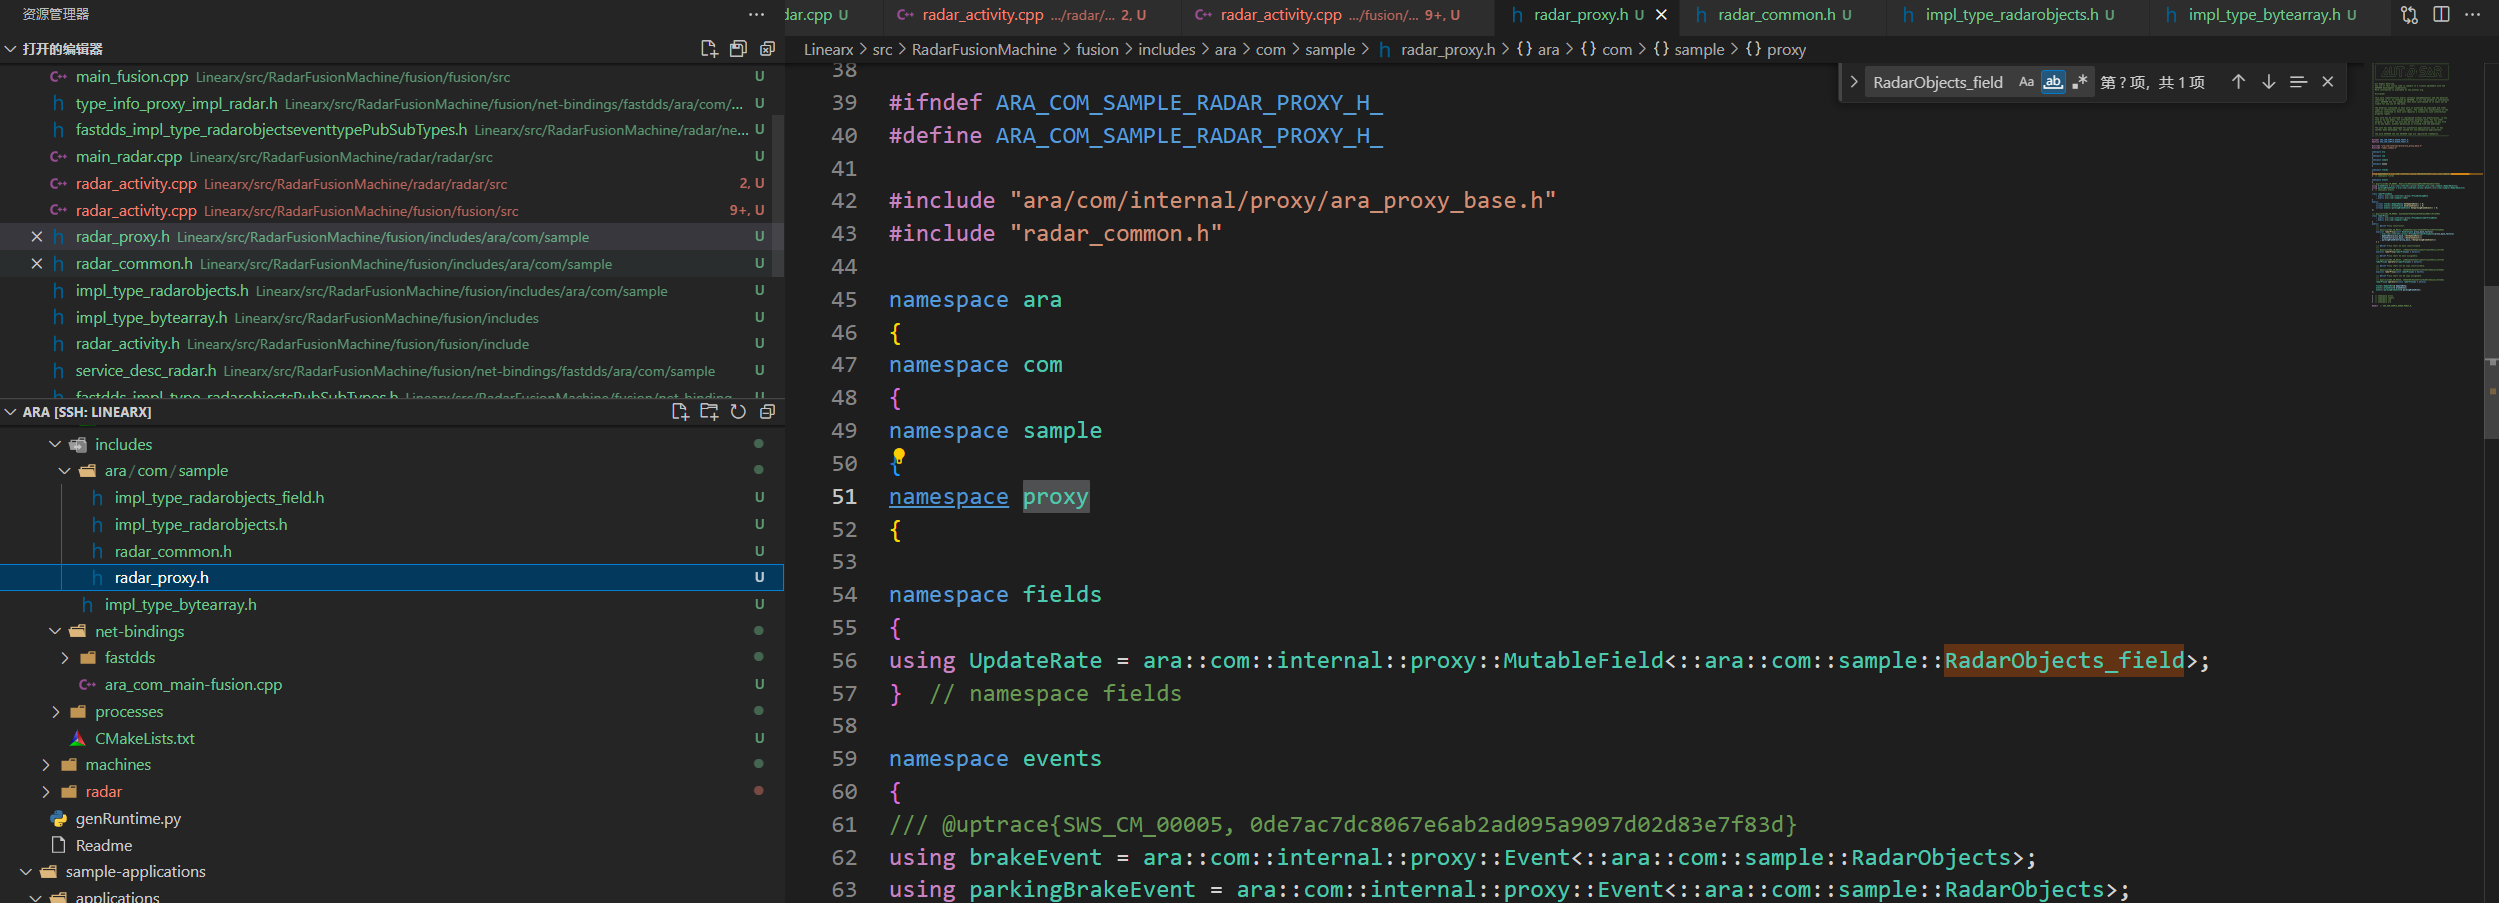 资源管理器
打开的编辑器
main_fusion.cpp Linearx/src/RadarFusionMachine/fusion/fusion/src U
type_info_proxy_impl_radar.h Linearx/src/RadarFusionMachine/fusion/net-bindings/fastdds/ara/com/... U
fastdds_impl_type_radarobjectseventtypePubSubTypes.h Linearx/src/RadarFusionMachine/radar/ne... U
main_radar.cpp Linearx/src/RadarFusionMachine/radar/radar/src U
radar_activity.cpp Linearx/src/RadarFusionMachine/radar/radar/src 2, U
radar_activity.cpp Linearx/src/RadarFusionMachine/fusion/fusion/src 9+, U
radar_proxy.h Linearx/src/RadarFusionMachine/fusion/includes/ara/com/sample U
radar_common.h Linearx/src/RadarFusionMachine/fusion/includes/ara/com/sample U
impl_type_radarobjects.h Linearx/src/RadarFusionMachine/fusion/includes/ara/com/sample U
impl_type_bytearray.h Linearx/src/RadarFusionMachine/fusion/includes U
radar_activity.h Linearx/src/RadarFusionMachine/fusion/fusion/include U
service_desc_radar.h Linearx/src/RadarFusionMachine/fusion/net-bindings/fastdds/ara/com/sample U
fastdds_impl_type_radarobjectsPubSubTypes.h Linearx/src/RadarFusionMachine/fusion/net-binding... U
ARA [SSH: LINEARX]
includes
ara/com/sample
impl_type_radarobjects_field.h U
impl_type_radarobjects.h U
radar_common.h U
radar_proxy.h U
impl_type_bytearray.h U
net-bindings
fastdds
ara_com_main-fusion.cpp U
processes
CMakeLists.txt U
machines
radar
genRuntime.py
Readme
sample-applications
applications
dar.cpp U radar_activity.cpp .../radar/... 2, U radar_activity.cpp .../fusion/... 9+, U radar_proxy.h U radar_common.h U impl_type_radarobjects.h U impl_type_bytearray.h U
Linearx > src > RadarFusionMachine > fusion > includes > ara > com > sample > radar_proxy.h > {} ara > {} com > {} sample > {} proxy
RadarObjects_field Aa ab .* 第 ? 项, 共 1 项
38
39 #ifndef ARA_COM_SAMPLE_RADAR_PROXY_H_
40 #define ARA_COM_SAMPLE_RADAR_PROXY_H_
41
42 #include "ara/com/internal/proxy/ara_proxy_base.h"
43 #include "radar_common.h"
44
45 namespace ara
46 {
47 namespace com
48 {
49 namespace sample
50 {
51 namespace proxy
52 {
53
54 namespace fields
55 {
56 using UpdateRate = ara::com::internal::proxy::MutableField<::ara::com::sample::RadarObjects_field>;
57 } // namespace fields
58
59 namespace events
60 {
61 /// @uptrace{SWS_CM_00005, 0de7ac7dc8067e6ab2ad095a9097d02d83e7f83d}
62 using brakeEvent = ara::com::internal::proxy::Event<::ara::com::sample::RadarObjects>;
63 using parkingBrakeEvent = ara::com::internal::proxy::Event<::ara::com::sample::RadarObjects>;